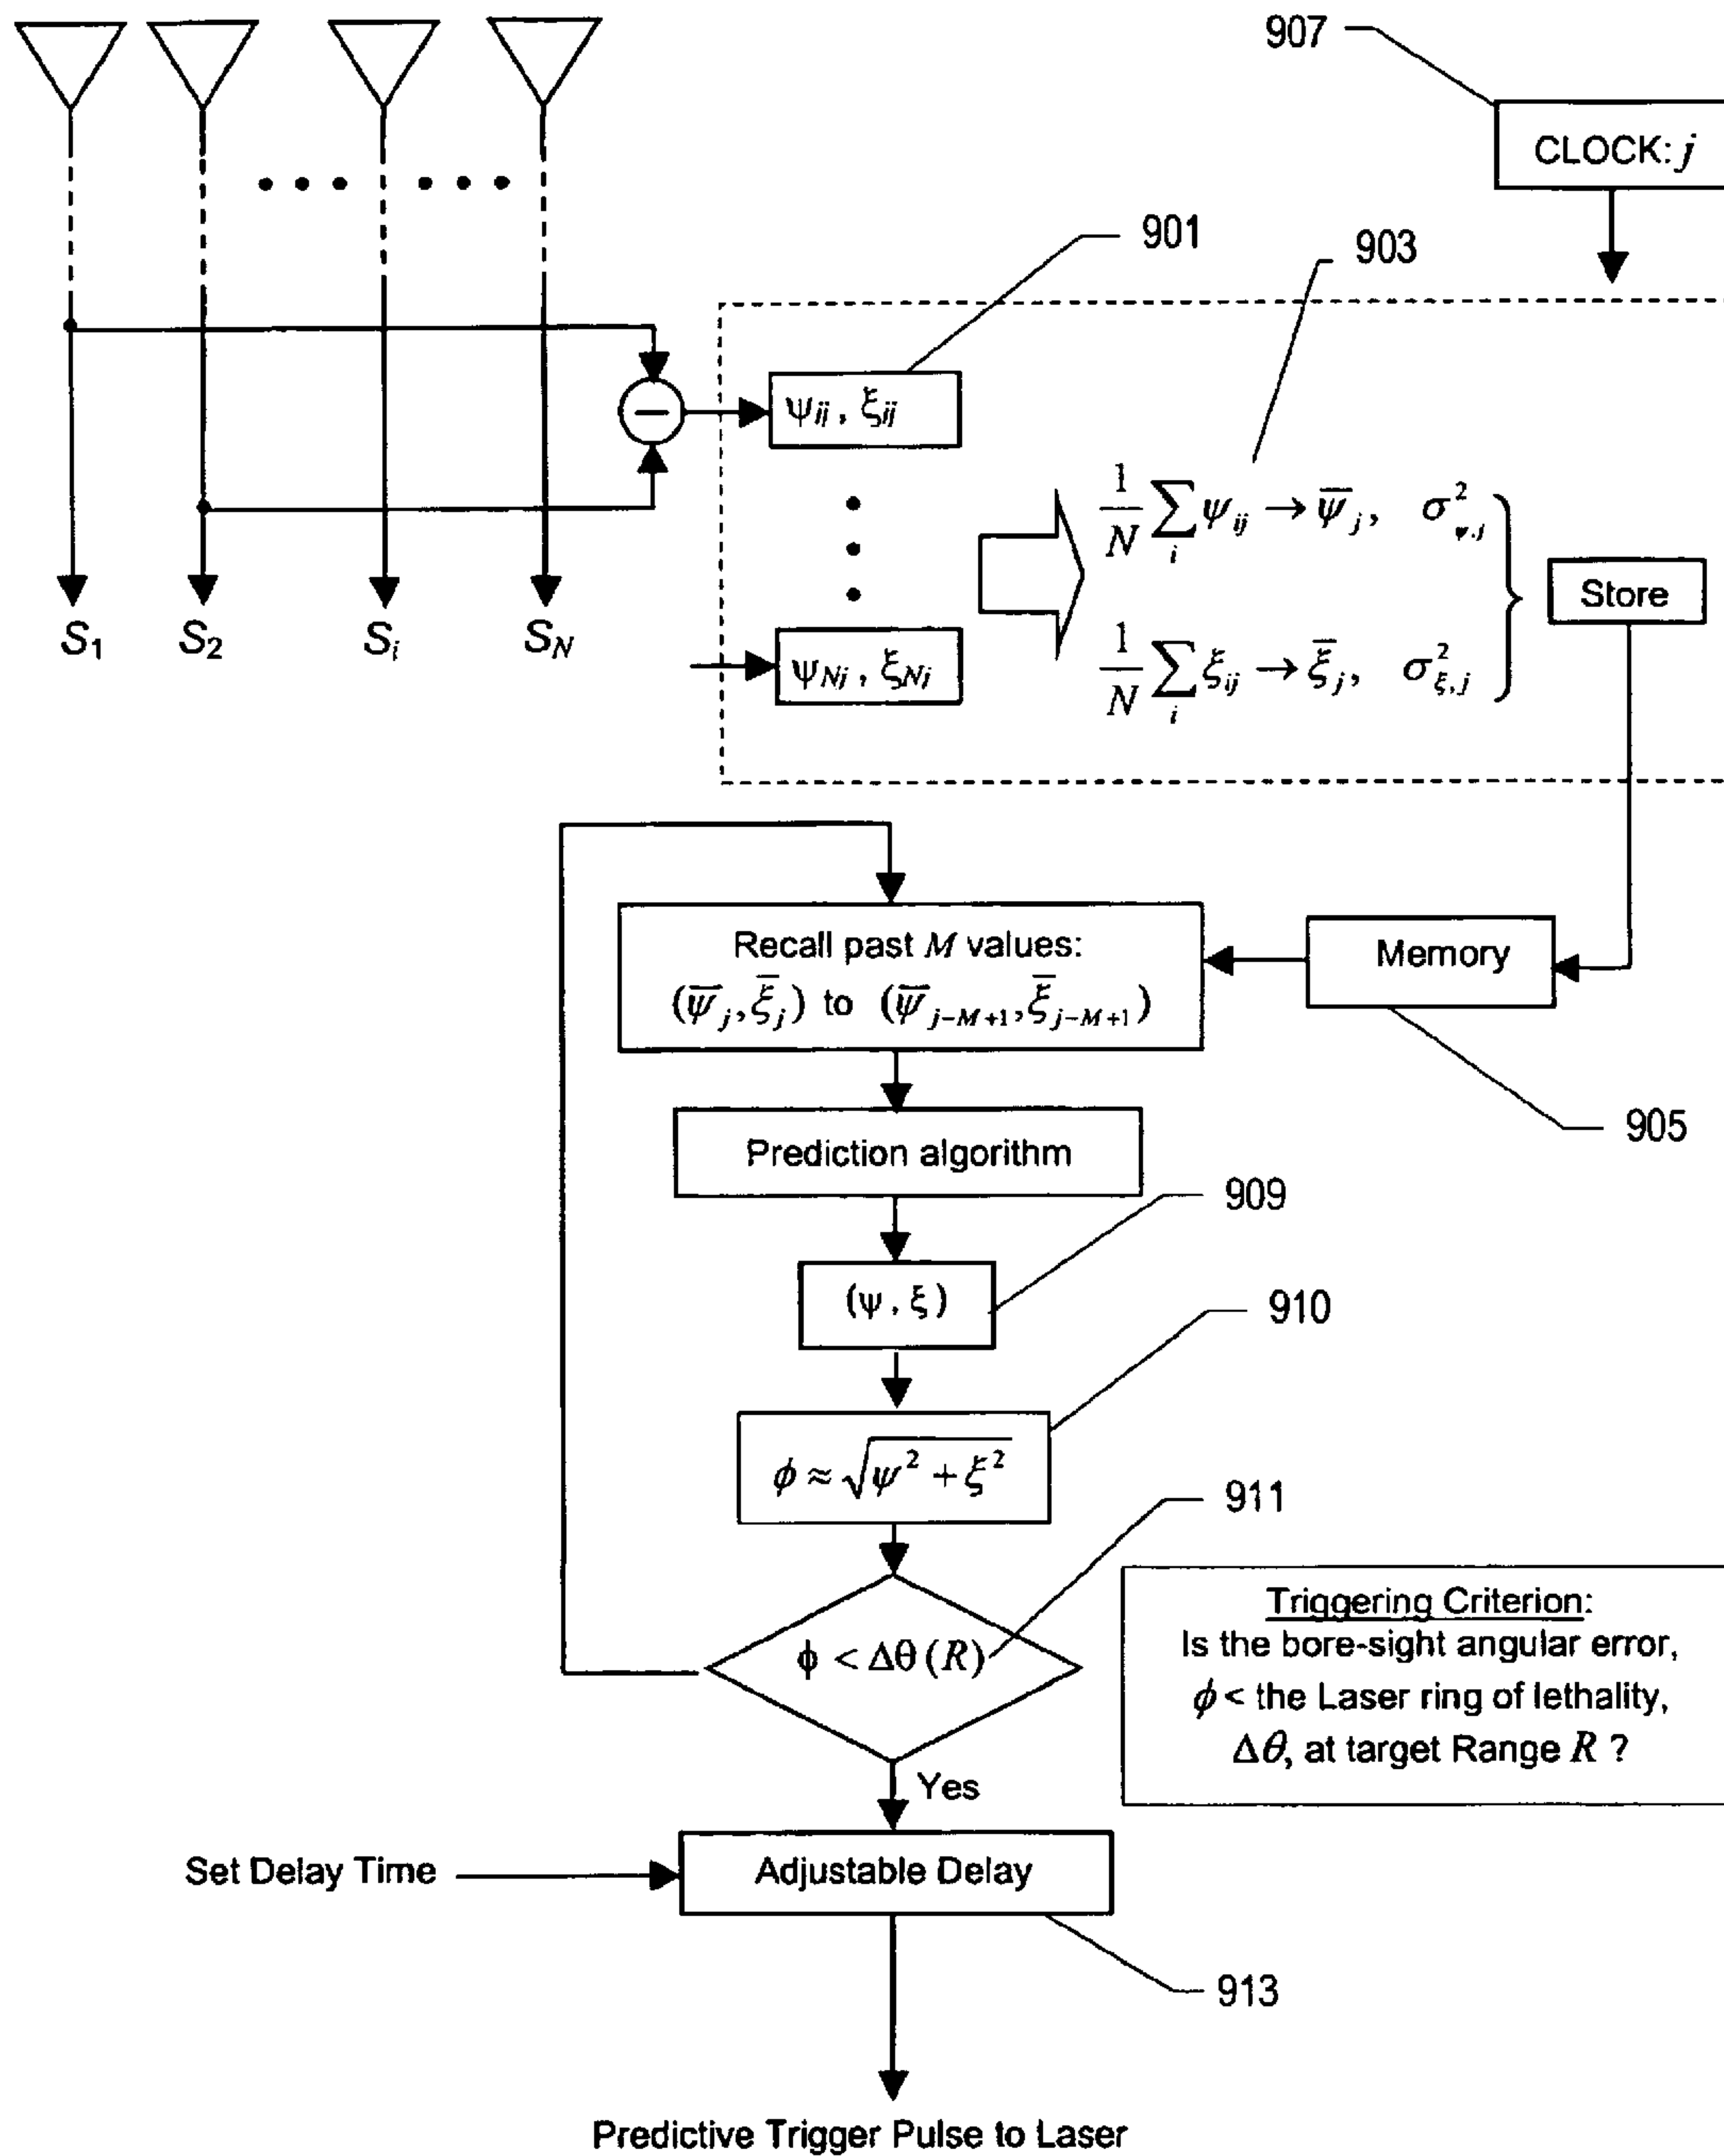 907
CLOCK: j
901
903
ψij , ξij
1/N ∑i ψij → ψ̅j, σ²ψ,j
Store
S1 S2 Si SN
ψNj , ξNj
1/N ∑i ξij → ξ̅j, σ²ξ,j
Recall past M values:
(ψ̅j, ξ̅j) to (ψ̅j−M+1, ξ̅j−M+1)
Memory
905
Prediction algorithm
909
(ψ , ξ)
910
ϕ ≈ √ψ² + ξ²
911
ϕ < Δθ (R)
Triggering Criterion:
Is the bore-sight angular error,
ϕ < the Laser ring of lethality,
Δθ, at target Range R ?
Yes
Set Delay Time
Adjustable Delay
913
Predictive Trigger Pulse to Laser